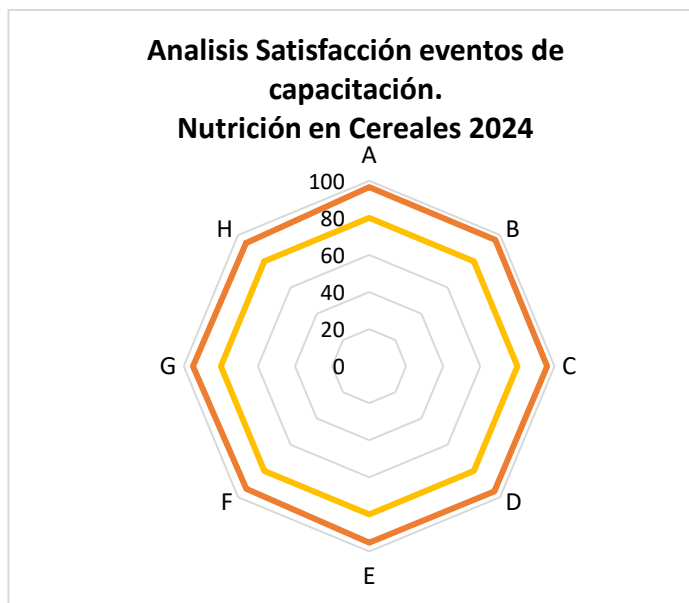 Analisis Satisfacción eventos de
capacitación.
Nutrición en Cereales 2024
A
100
H
80
B
60
40
20
G
0
C
F
D
E